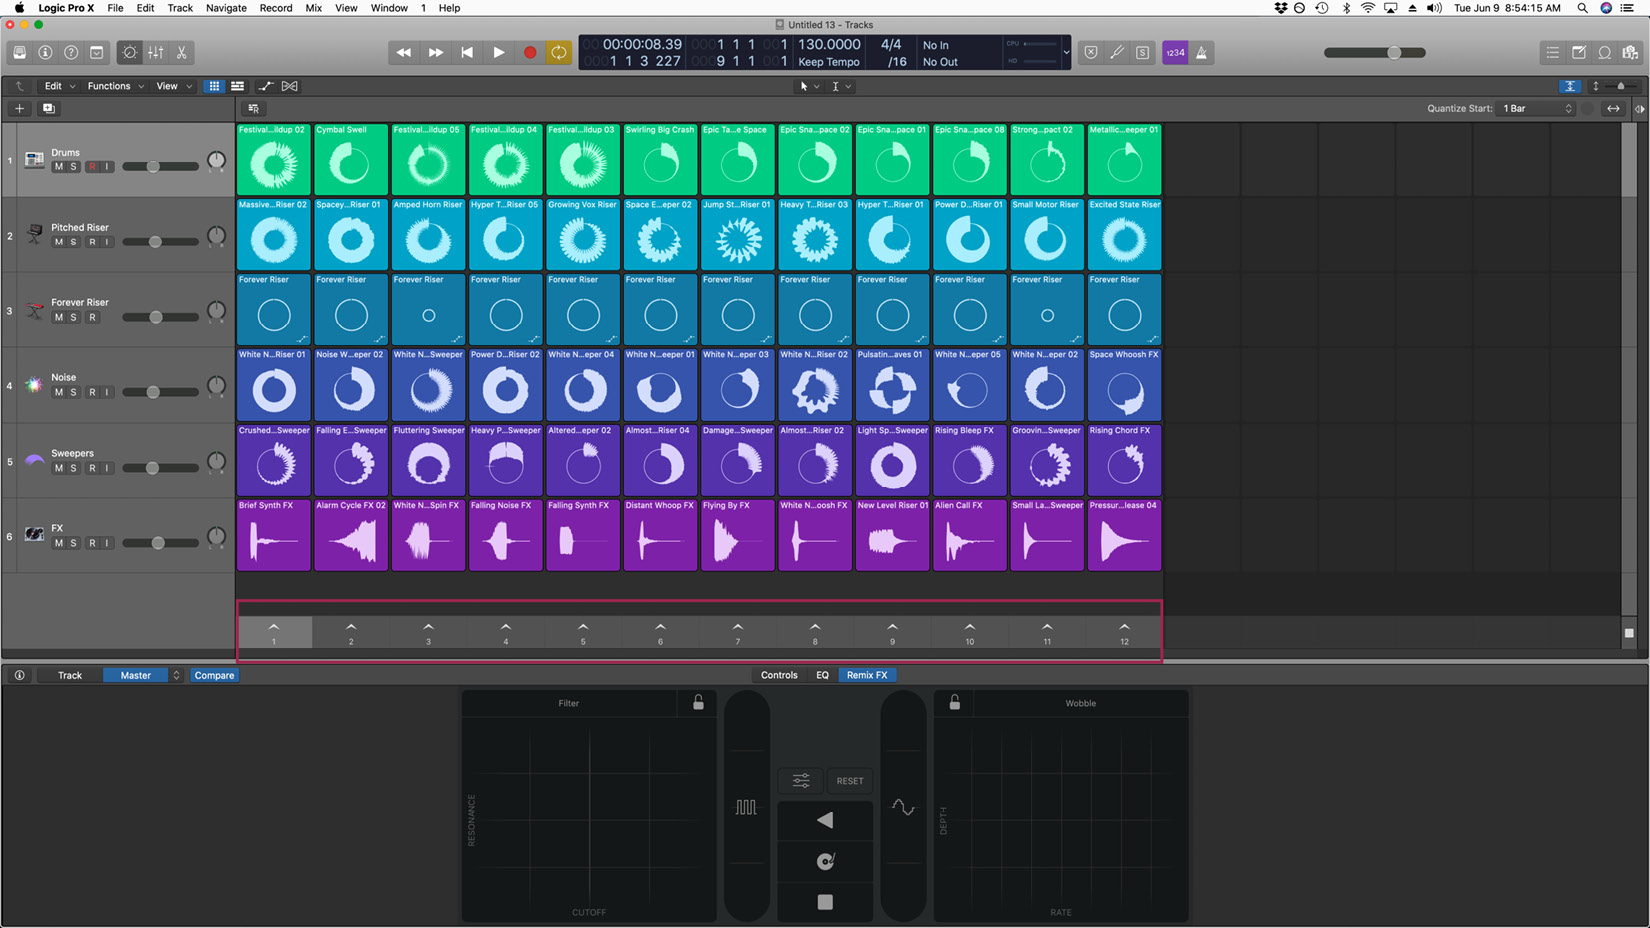 Logic Pro X File Edit Track Navigate Record Mix View Window 1 Help Tue Jun 9 8:54:15 AM
Untitled 13 - Tracks
00:00:00:08.39 0001 1 1 001 130.0000 4/4 No In CPU
0001 1 3 227 0009 1 1 001 Keep Tempo /16 No Out HD
S 1234
Edit Functions View
Quantize Start: 1 Bar
1 Drums M S R I
Festival...ildup 02 Cymbal Swell Festival...ildup 05 Festival...ildup 04 Festival...ildup 03 Swirling Big Crash Epic Ta...e Space Epic Sna...pace 02 Epic Sna...pace 01 Epic Sna...pace 08 Strong...pact 02 Metallic...eeper 01
2 Pitched Riser M S R I
Massive...Riser 02 Spacey...Riser 01 Amped Horn Riser Hyper T...Riser 05 Growing Vox Riser Space E...eper 02 Jump St...Riser 01 Heavy T...Riser 03 Hyper T...Riser 01 Power D...Riser 01 Small Motor Riser Excited State Riser
3 Forever Riser M S R
Forever Riser Forever Riser Forever Riser Forever Riser Forever Riser Forever Riser Forever Riser Forever Riser Forever Riser Forever Riser Forever Riser Forever Riser
4 Noise M S R I
White N...Riser 01 Noise W...eper 02 White N...Sweeper Power D...Riser 02 White N...eper 04 White N...eeper 01 White N...eper 03 White N...Riser 02 Pulsatin...aves 01 White N...eeper 05 White N...eeper 02 Space Whoosh FX
5 Sweepers M S R I
Crushed...Sweeper Falling E...Sweeper Fluttering Sweeper Heavy P...Sweeper Altered...eper 02 Almost...Riser 04 Damage...Sweeper Almost...Riser 02 Light Sp...Sweeper Rising Bleep FX Groovin...Sweeper Rising Chord FX
6 FX M S R I
Brief Synth FX Alarm Cycle FX 02 White N...Spin FX Falling Noise FX Falling Synth FX Distant Whoop FX Flying By FX White N...oosh FX New Level Riser 01 Alien Call FX Small La...Sweeper Pressur...lease 04
1 2 3 4 5 6 7 8 9 10 11 12
Track Master Compare Controls EQ Remix FX
Filter Wobble
RESET
RESONANCE
DEPTH
CUTOFF RATE